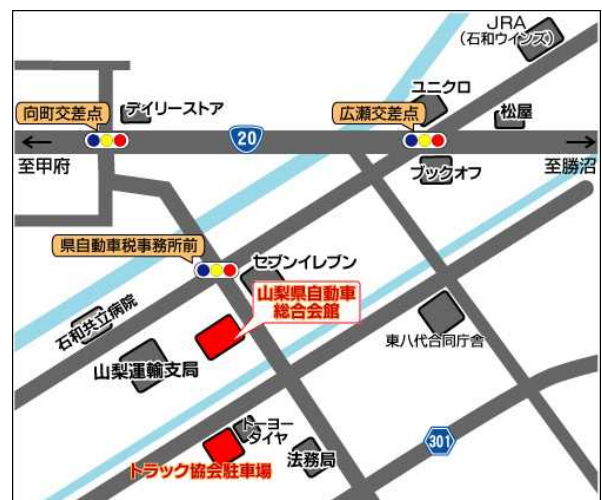 JRA
(石和ウインズ)
ユニクロ
向町交差点
デイリーストア
広瀬交差点
松屋
20
至甲府
ブックオフ
至勝沼
県自動車税事務所前
セブンイレブン
山梨県自動車
総合会館
石和共立病院
山梨運輸支局
東八代合同庁舎
トーヨー
タイヤ
301
トラック協会駐車場
法務局